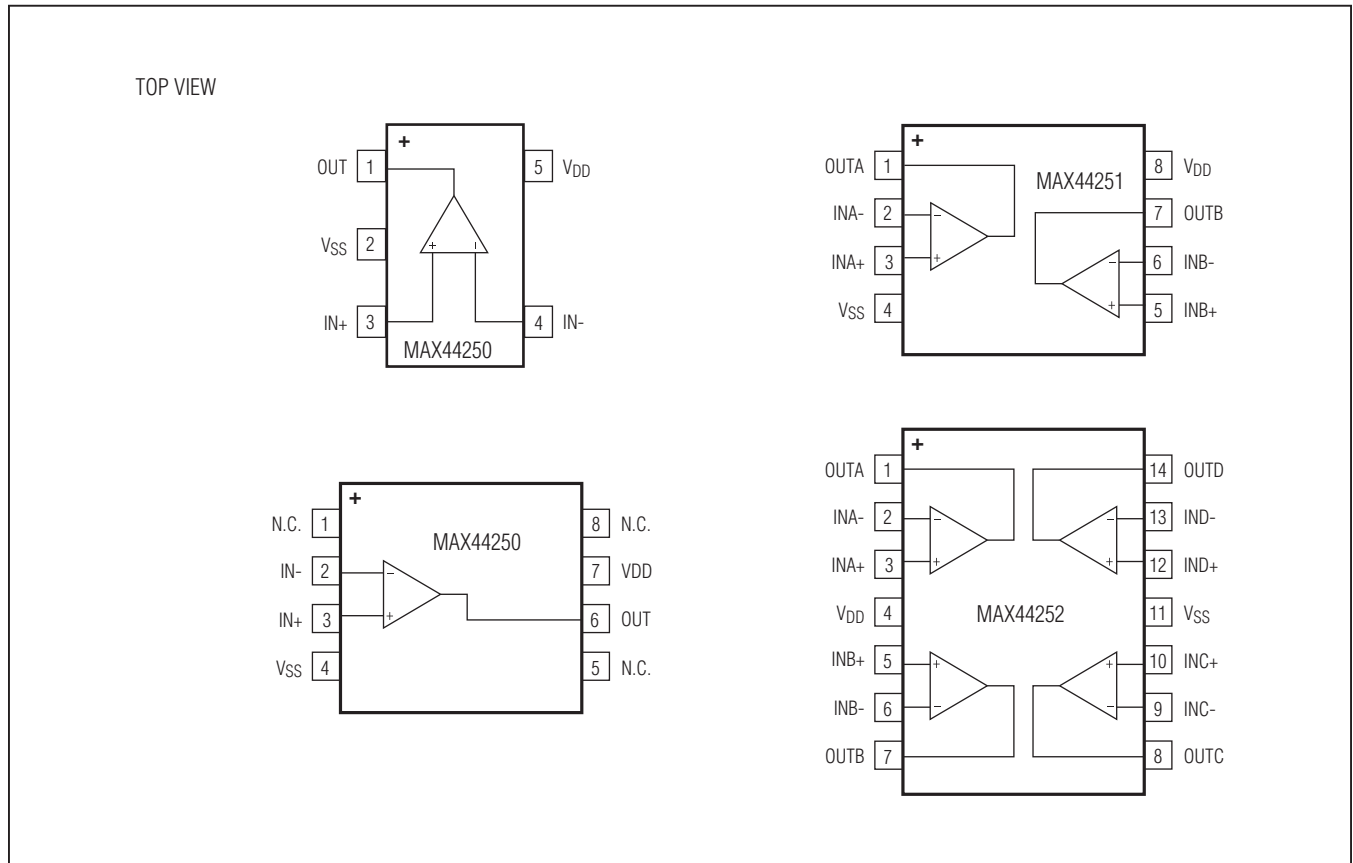 TOP VIEW
+
OUT 1
5 VDD
VSS 2
+ −
IN+ 3
4 IN-
MAX44250
+
OUTA 1
8 VDD
MAX44251
INA- 2 −
7 OUTB
INA+ 3 +
− 6 INB-
VSS 4
+ 5 INB+
+
N.C. 1
8 N.C.
MAX44250
IN- 2 −
7 VDD
IN+ 3 +
6 OUT
VSS 4
5 N.C.
+
OUTA 1
14 OUTD
INA- 2 −
− 13 IND-
INA+ 3 +
+ 12 IND+
VDD 4
MAX44252
11 VSS
INB+ 5 +
+ 10 INC+
INB- 6 −
− 9 INC-
OUTB 7
8 OUTC